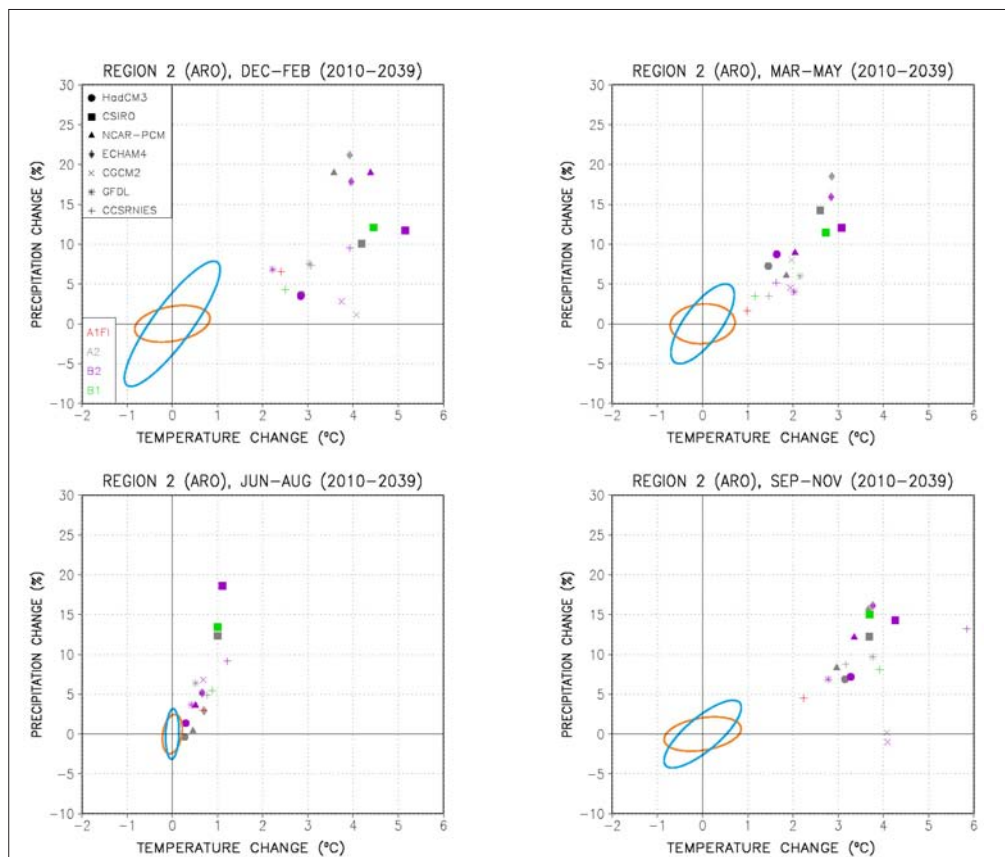 REGION 2 (ARO), DEC-FEB (2010-2039)
PRECIPITATION CHANGE (%)
30
25
20
15
10
5
0
-5
-10
HadCM3
CSIRO
NCAR-PCM
ECHAM4
CGCM2
GFDL
CCSRNIES
A1FI
A2
B2
B1
-2 -1 0 1 2 3 4 5 6
TEMPERATURE CHANGE (ºC)
REGION 2 (ARO), MAR-MAY (2010-2039)
PRECIPITATION CHANGE (%)
30
25
20
15
10
5
0
-5
-10
-2 -1 0 1 2 3 4 5 6
TEMPERATURE CHANGE (ºC)
REGION 2 (ARO), JUN-AUG (2010-2039)
PRECIPITATION CHANGE (%)
30
25
20
15
10
5
0
-5
-10
-2 -1 0 1 2 3 4 5 6
TEMPERATURE CHANGE (ºC)
REGION 2 (ARO), SEP-NOV (2010-2039)
PRECIPITATION CHANGE (%)
30
25
20
15
10
5
0
-5
-10
-2 -1 0 1 2 3 4 5 6
TEMPERATURE CHANGE (ºC)